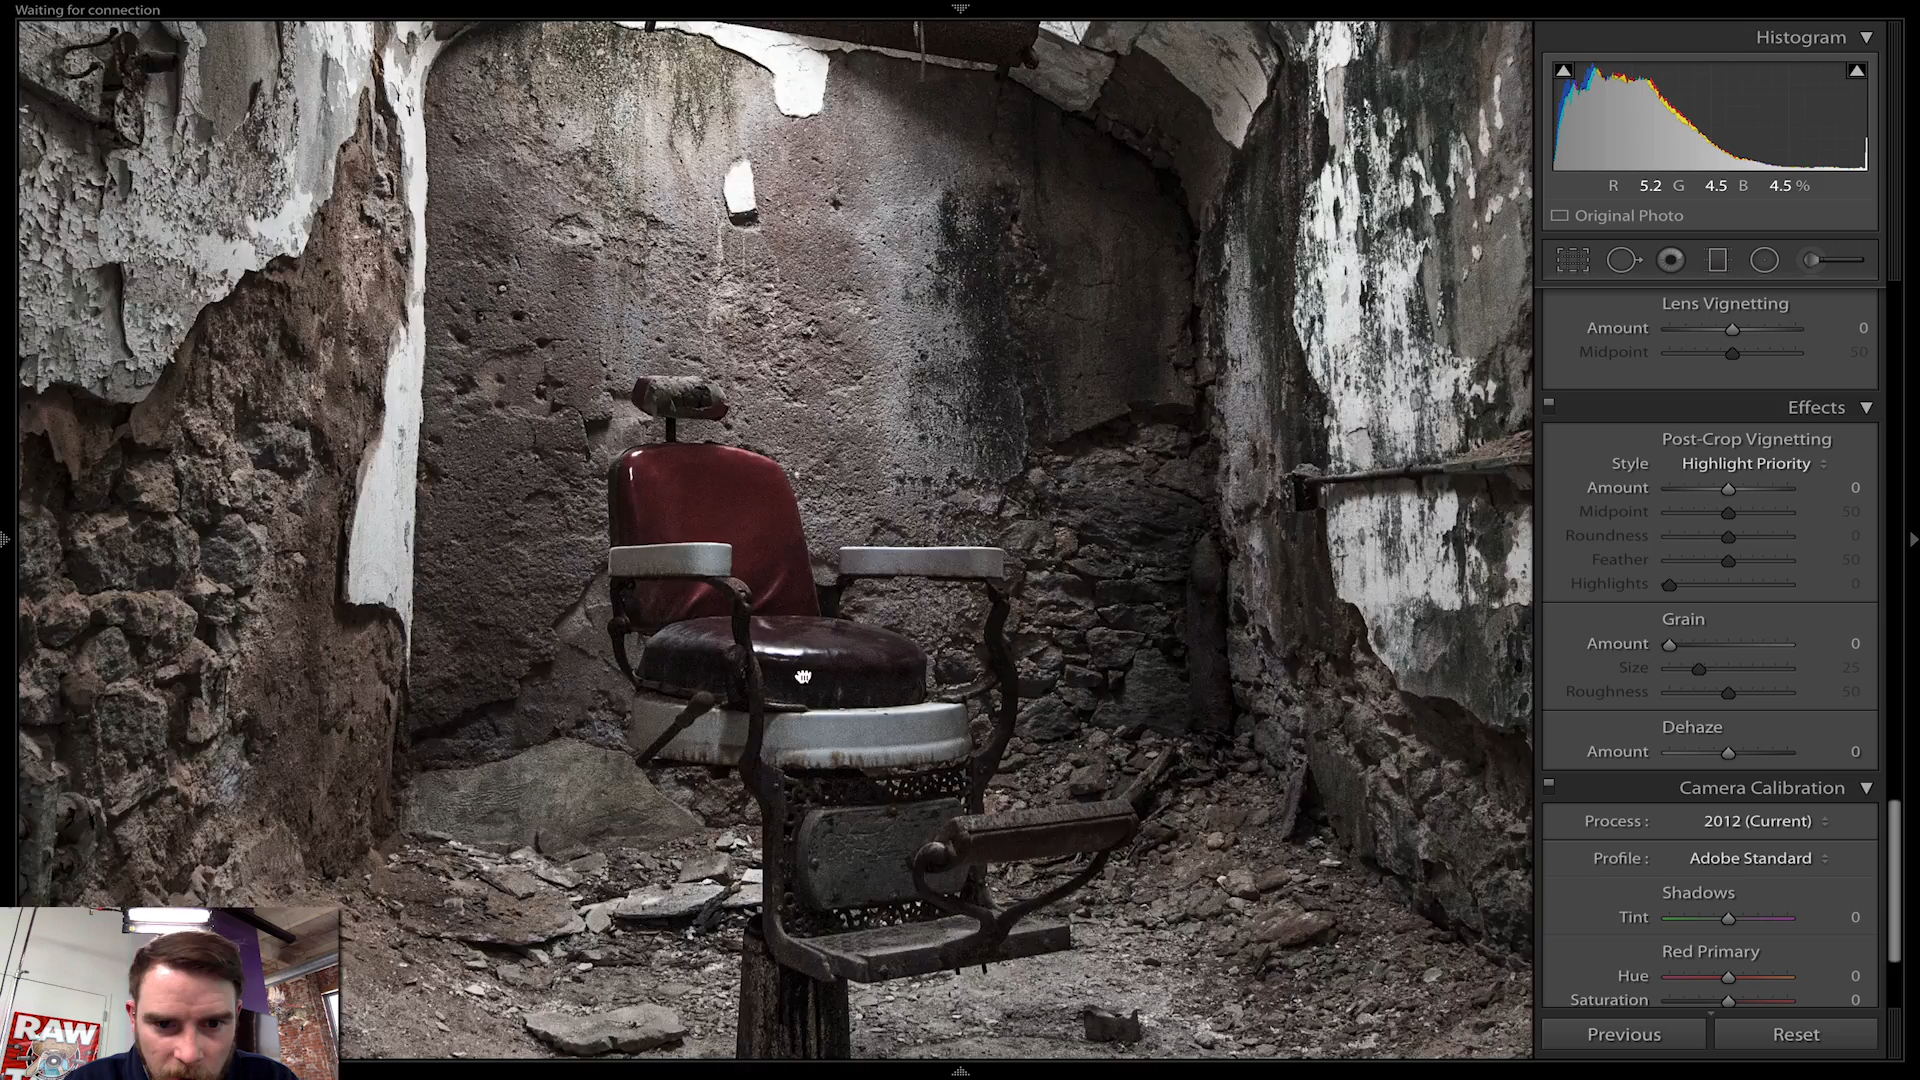 Waiting for connection
Histogram
R 5.2 G 4.5 B 4.5 %
Original Photo
Lens Vignetting
Amount 0
Midpoint 50
Effects
Post-Crop Vignetting
Style Highlight Priority
Amount 0
Midpoint 50
Roundness 0
Feather 50
Highlights 0
Grain
Amount 0
Size 25
Roughness 50
Dehaze
Amount 0
Camera Calibration
Process : 2012 (Current)
Profile : Adobe Standard
Shadows
Tint 0
Red Primary
Hue 0
Saturation 0
Previous Reset
RAW